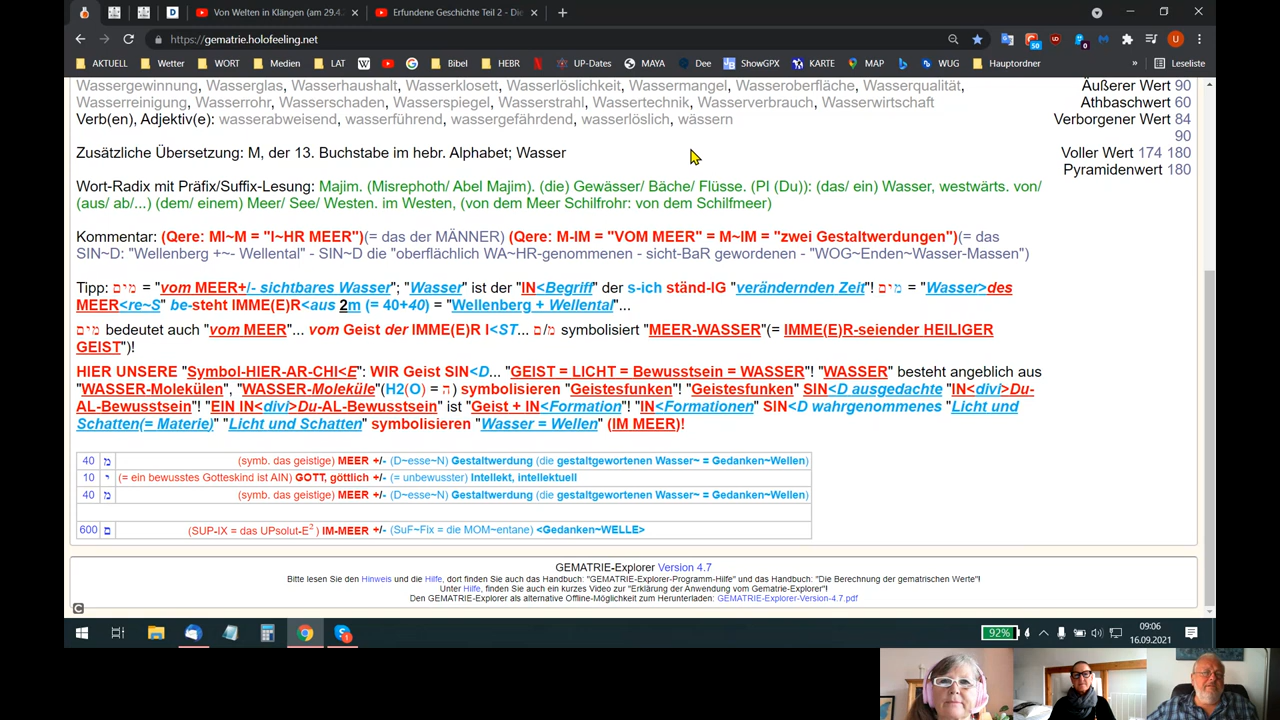 Von Welten in Klängen (am 29.4.
Erfundene Geschichte Teil 2 - Die
https://gematrie.holofeeling.net
AKTUELL Wetter WORT Medien LAT Bibel HEBR UP-Dates MAYA Dee ShowGPX KARTE MAP WUG Hauptordner » Leseliste
Wassergewinnung, Wasserglas, Wasserhaushalt, Wasserklosett, Wasserlöslichkeit, Wassermangel, Wasseroberfläche, Wasserqualität,
Wasserreinigung, Wasserrohr, Wasserschaden, Wasserspiegel, Wasserstrahl, Wassertechnik, Wasserverbrauch, Wasserwirtschaft
Verb(en), Adjektiv(e): wasserabweisend, wasserführend, wassergefährdend, wasserlöslich, wässern
Äußerer Wert 90
Athbaschwert 60
Verborgener Wert 84
90
Voller Wert 174 180
Pyramidenwert 180
Zusätzliche Übersetzung: M, der 13. Buchstabe im hebr. Alphabet; Wasser
Wort-Radix mit Präfix/Suffix-Lesung: Majim. (Misrephoth/ Abel Majim). (die) Gewässer/ Bäche/ Flüsse. (Pl (Du)): (das/ ein) Wasser, westwärts. von/
(aus/ ab/...) (dem/ einem) Meer/ See/ Westen. im Westen, (von dem Meer Schilfrohr: von dem Schilfmeer)
Kommentar: (Qere: MI~M = "I~HR MEER")(= das der MÄNNER) (Qere: M-IM = "VOM MEER" = M~IM = "zwei Gestaltwerdungen")(= das
SIN~D: "Wellenberg +~- Wellental" - SIN~D die "oberflächlich WA~HR-genommenen - sicht-BaR gewordenen - "WOG~Enden~Wasser-Massen")
Tipp: מים = "vom MEER+/- sichtbares Wasser"; "Wasser" ist der "IN<Begriff" der s-ich ständ-IG "verändernden Zeit"! מים = "Wasser>des
MEER<re~S" be-steht IMME(E)R<aus 2m (= 40+40) = "Wellenberg + Wellental"...
מים bedeutet auch "vom MEER"... vom Geist der IMME(E)R I<ST... מ/ם symbolisiert "MEER-WASSER"(= IMME(E)R-seiender HEILIGER
GEIST")!
HIER UNSERE "Symbol-HIER-AR-CHI<E": WIR Geist SIN<D... "GEIST = LICHT = Bewusstsein = WASSER"! "WASSER" besteht angeblich aus
"WASSER-Molekülen", "WASSER-Moleküle"(H2(O) = ה) symbolisieren "Geistesfunken"! "Geistesfunken" SIN<D ausgedachte "IN<divi>Du-
AL-Bewusstsein"! "EIN IN<divi>Du-AL-Bewusstsein" ist "Geist + IN<Formation"! "IN<Formationen" SIN<D wahrgenommenes "Licht und
Schatten(= Materie)" "Licht und Schatten" symbolisieren "Wasser = Wellen" (IM MEER)!
40 מ (symb. das geistige) MEER +/- (D~esse~N) Gestaltwerdung (die gestaltgewortenen Wasser~ = Gedanken~Wellen)
10 י (= ein bewusstes Gotteskind ist AIN) GOTT, göttlich +/- (= unbewusster) Intellekt, intellektuell
40 מ (symb. das geistige) MEER +/- (D~esse~N) Gestaltwerdung (die gestaltgewortenen Wasser~ = Gedanken~Wellen)
600 ם (SUP-IX = das UPsolut-E2 ) IM-MEER +/- (SuF~Fix = die MOM~entane) <Gedanken~WELLE>
GEMATRIE-Explorer Version 4.7
Bitte lesen Sie den Hinweis und die Hilfe, dort finden Sie auch das Handbuch: "GEMATRIE-Explorer-Programm-Hilfe" und das Handbuch: "Die Berechnung der gematrischen Werte"!
Unter Hilfe, finden Sie auch ein kurzes Video zur "Erklärung der Anwendung vom Gematrie-Explorer"!
Den GEMATRIE-Explorer als alternative Offline-Möglichkeit zum Herunterladen: GEMATRIE-Explorer-Version-4.7.pdf
92%
09:06
16.09.2021